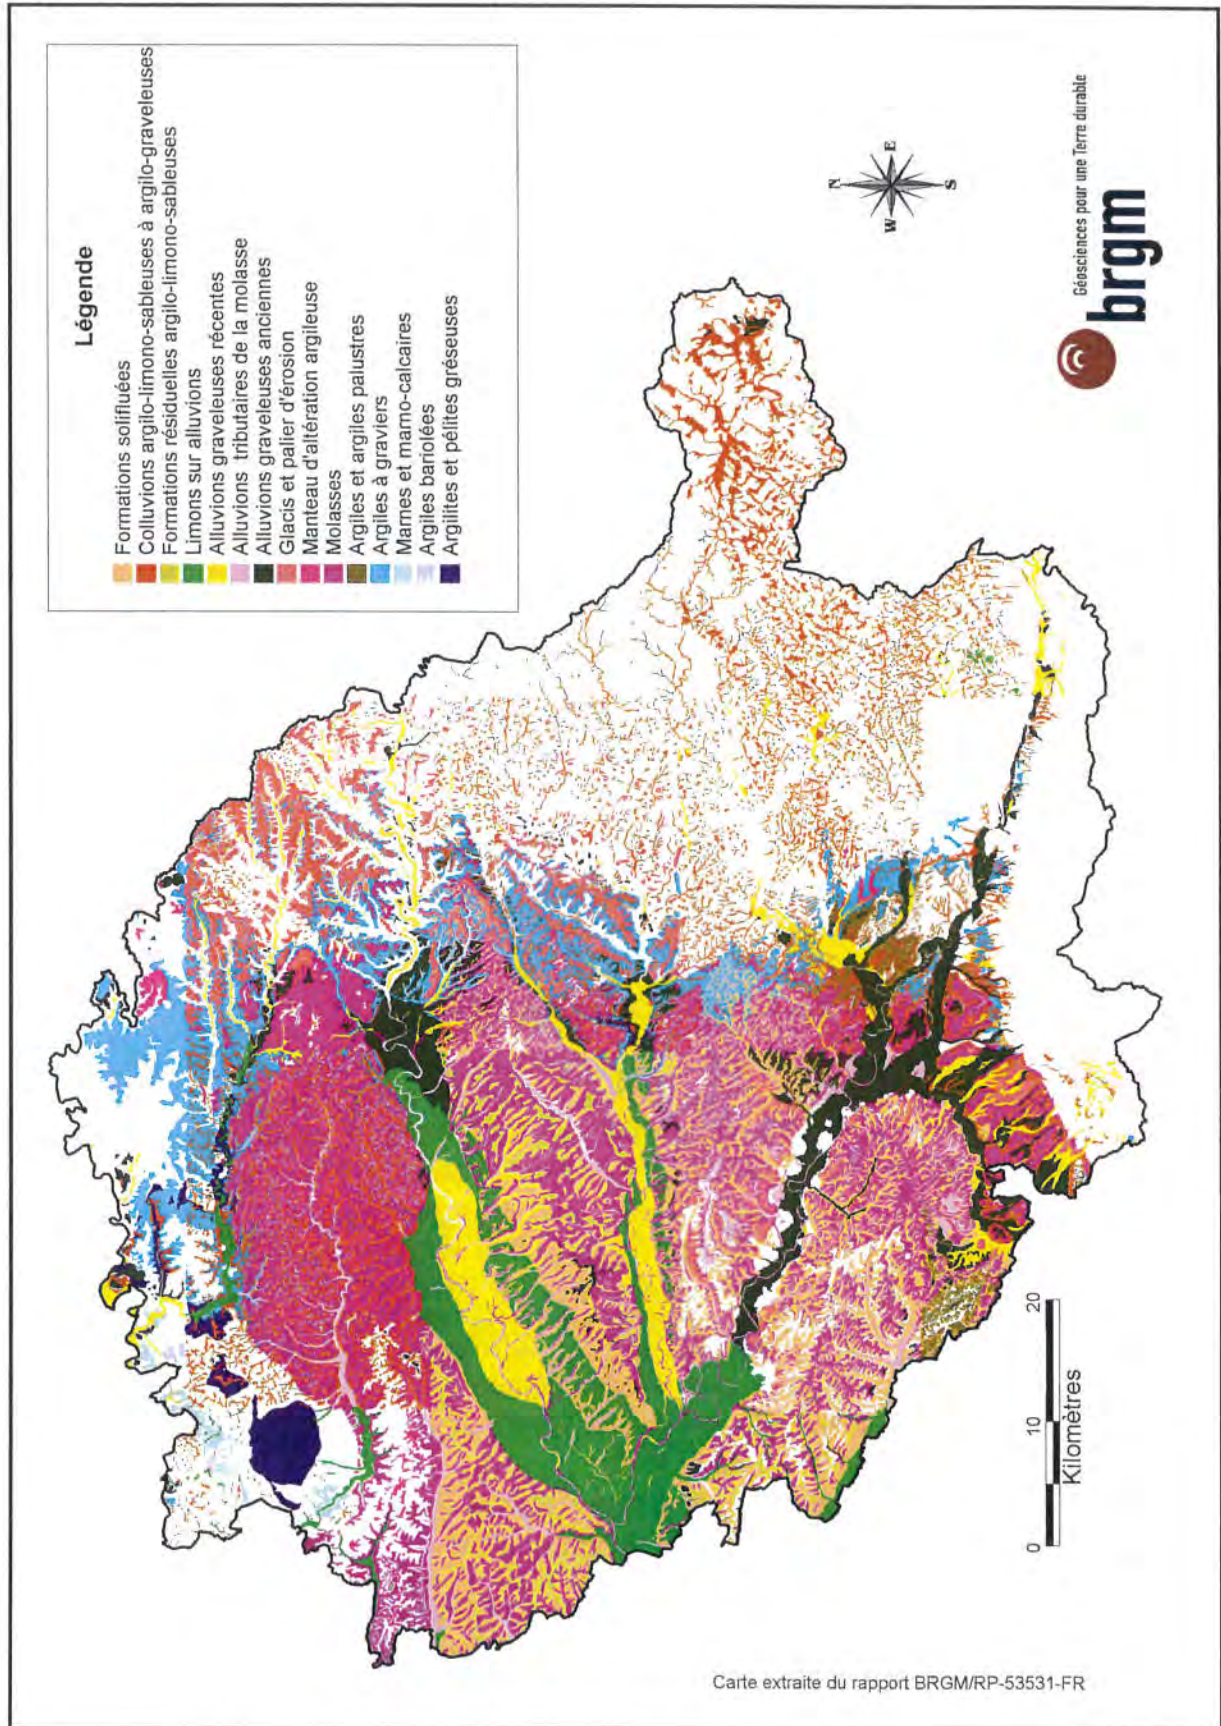 Légende
Formations solifluées
Colluvions argilo-limono-sableuses à argilo-graveleuses
Formations résiduelles argilo-limono-sableuses
Limons sur alluvions
Alluvions graveleuses récentes
Alluvions tributaires de la molasse
Alluvions graveleuses anciennes
Glacis et palier d'érosion
Manteau d'altération argileuse
Molasses
Argiles et argiles palustres
Argiles à graviers
Marnes et marno-calcaires
Argiles bariolées
Argilites et pélites gréseuses
N
W E
S
Géosciences pour une Terre durable
brgm
0 10 20
Kilomètres
Carte extraite du rapport BRGM/RP-53531-FR